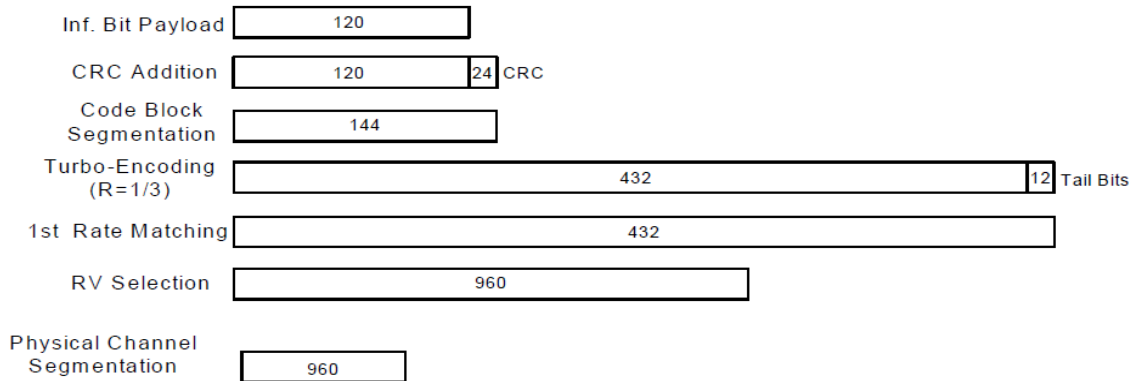 Inf. Bit Payload 120
CRC Addition 120 24 CRC
Code Block
Segmentation 144
Turbo-Encoding
(R=1/3) 432 12 Tail Bits
1st Rate Matching 432
RV Selection 960
Physical Channel
Segmentation 960